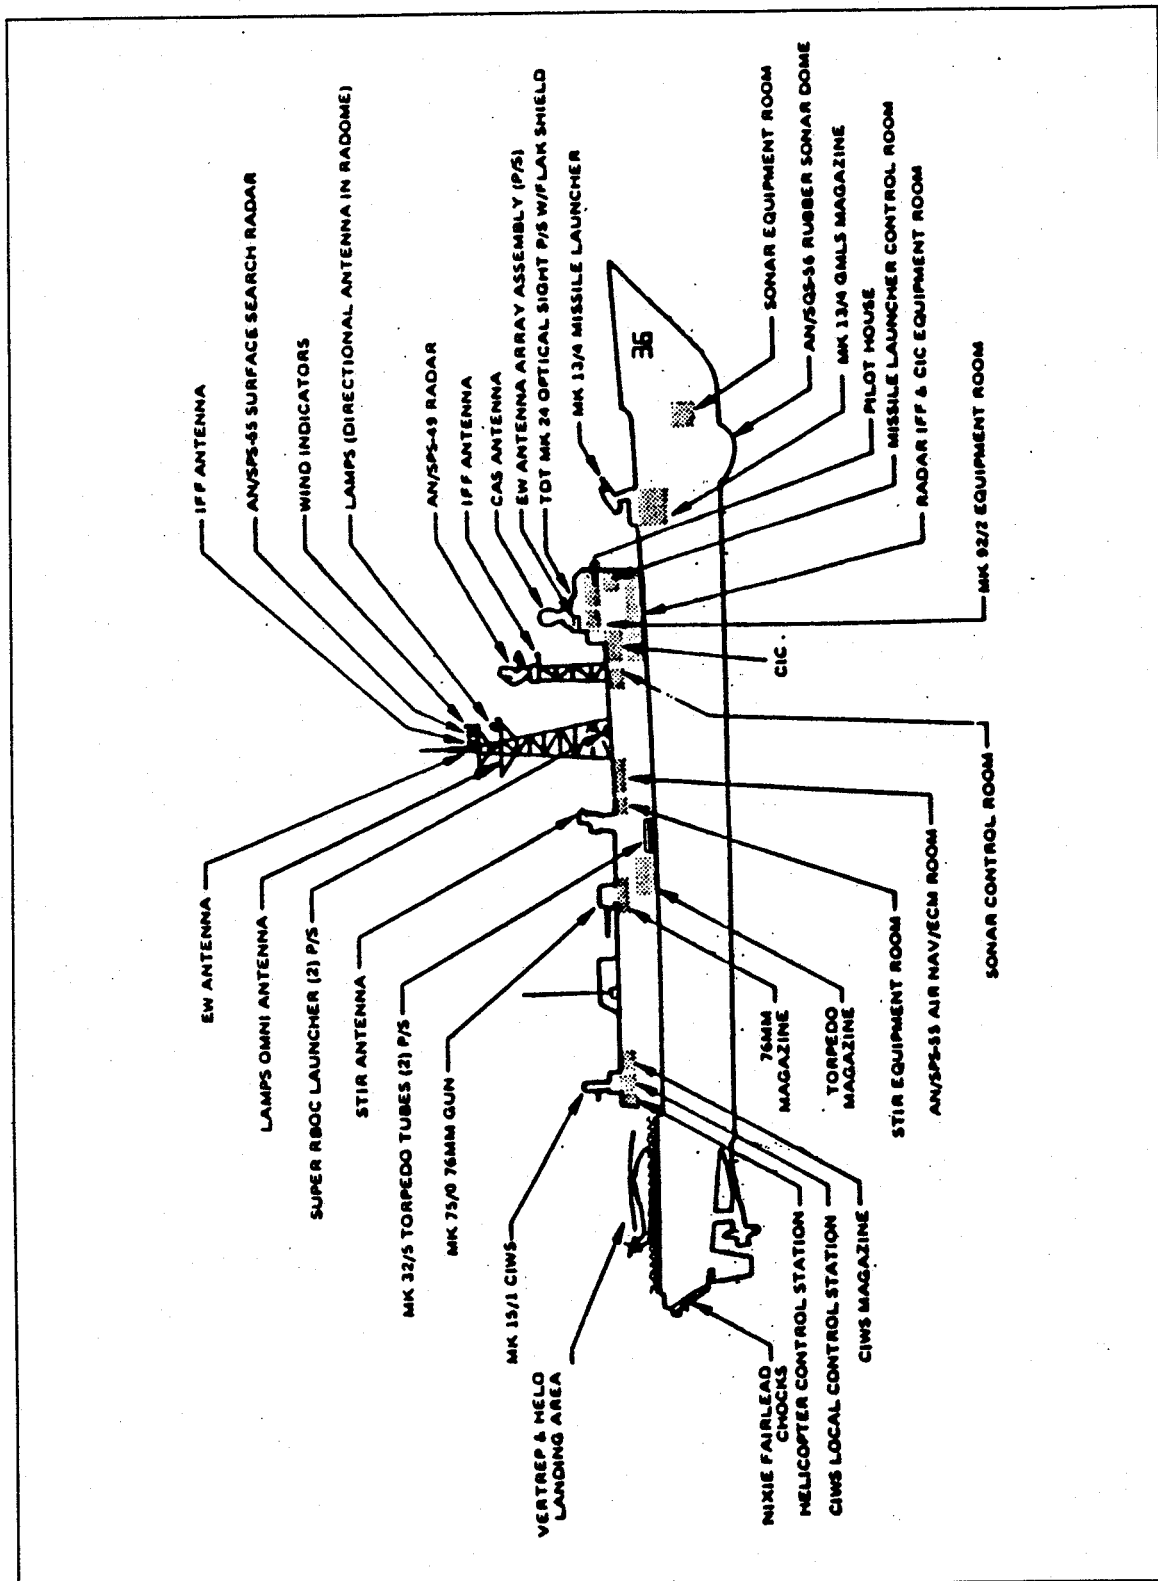 EW ANTENNA
LAMPS OMNI ANTENNA
SUPER RBOC LAUNCHER (2) P/S
STIR ANTENNA
MK 32/5 TORPEDO TUBES (2) P/S
MK 75/0 76MM GUN
MK 15/1 CIWS
VERTREP & HELO
LANDING AREA
IFF ANTENNA
AN/SPS-55 SURFACE SEARCH RADAR
WIND INDICATORS
LAMPS (DIRECTIONAL ANTENNA IN RADOME)
AN/SPS-49 RADAR
IFF ANTENNA
CAS ANTENNA
EW ANTENNA ARRAY ASSEMBLY (P/S)
TDT MK 24 OPTICAL SIGHT P/S W/FLAK SHIELD
MK 13/4 MISSILE LAUNCHER
36
NIXIE FAIRLEAD
CHOCKS
HELICOPTER CONTROL STATION
CIWS LOCAL CONTROL STATION
CIWS MAGAZINE
76MM
MAGAZINE
TORPEDO
MAGAZINE
STIR EQUIPMENT ROOM
AN/SPS-55 AIR NAV/ECM ROOM
SONAR CONTROL ROOM
CIC
SONAR EQUIPMENT ROOM
AN/SQS-56 RUBBER SONAR DOME
MK 13/4 GMLS MAGAZINE
PILOT HOUSE
MISSILE LAUNCHER CONTROL ROOM
RADAR IFF & CIC EQUIPMENT ROOM
MK 92/2 EQUIPMENT ROOM